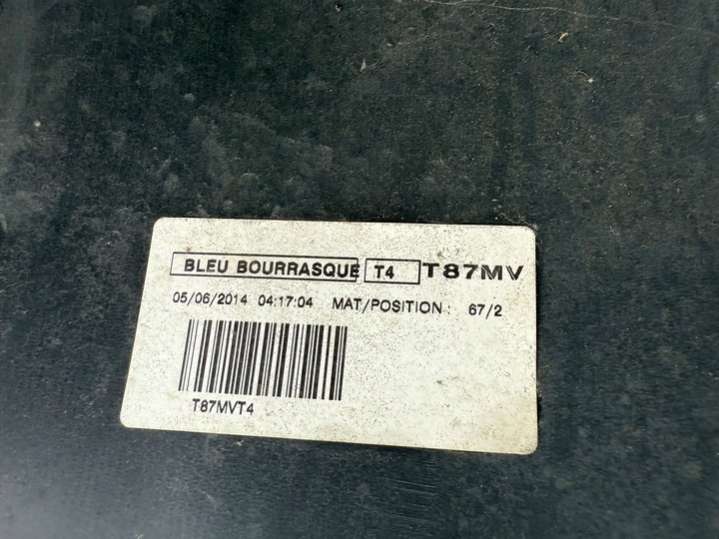 BLEU BOURRASQUE T4 T87MV
05/06/2014 04:17:04 MAT/POSITION : 67/2
T87MVT4